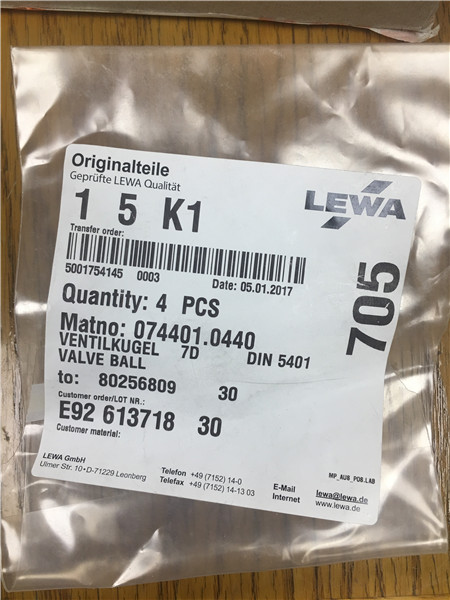 Originalteile
Geprüfte LEWA Qualität
LEWA
1 5 K1
Transfer order:
5001754145 0003
Date: 05.01.2017
705
Quantity: 4 PCS
Matno: 074401.0440
VENTILKUGEL 7D DIN 5401
VALVE BALL
to: 80256809 30
Customer order/LOT NR.:
E92 613718 30
Customer material:
LEWA GmbH
Ulmer Str. 10•D-71229 Leonberg
Telefon +49 (7152) 14-0
Telefax +49 (7152) 14-13 03
E-Mail lewa@lewa.de
Internet www.lewa.de
MP_AUB_POB.LAB